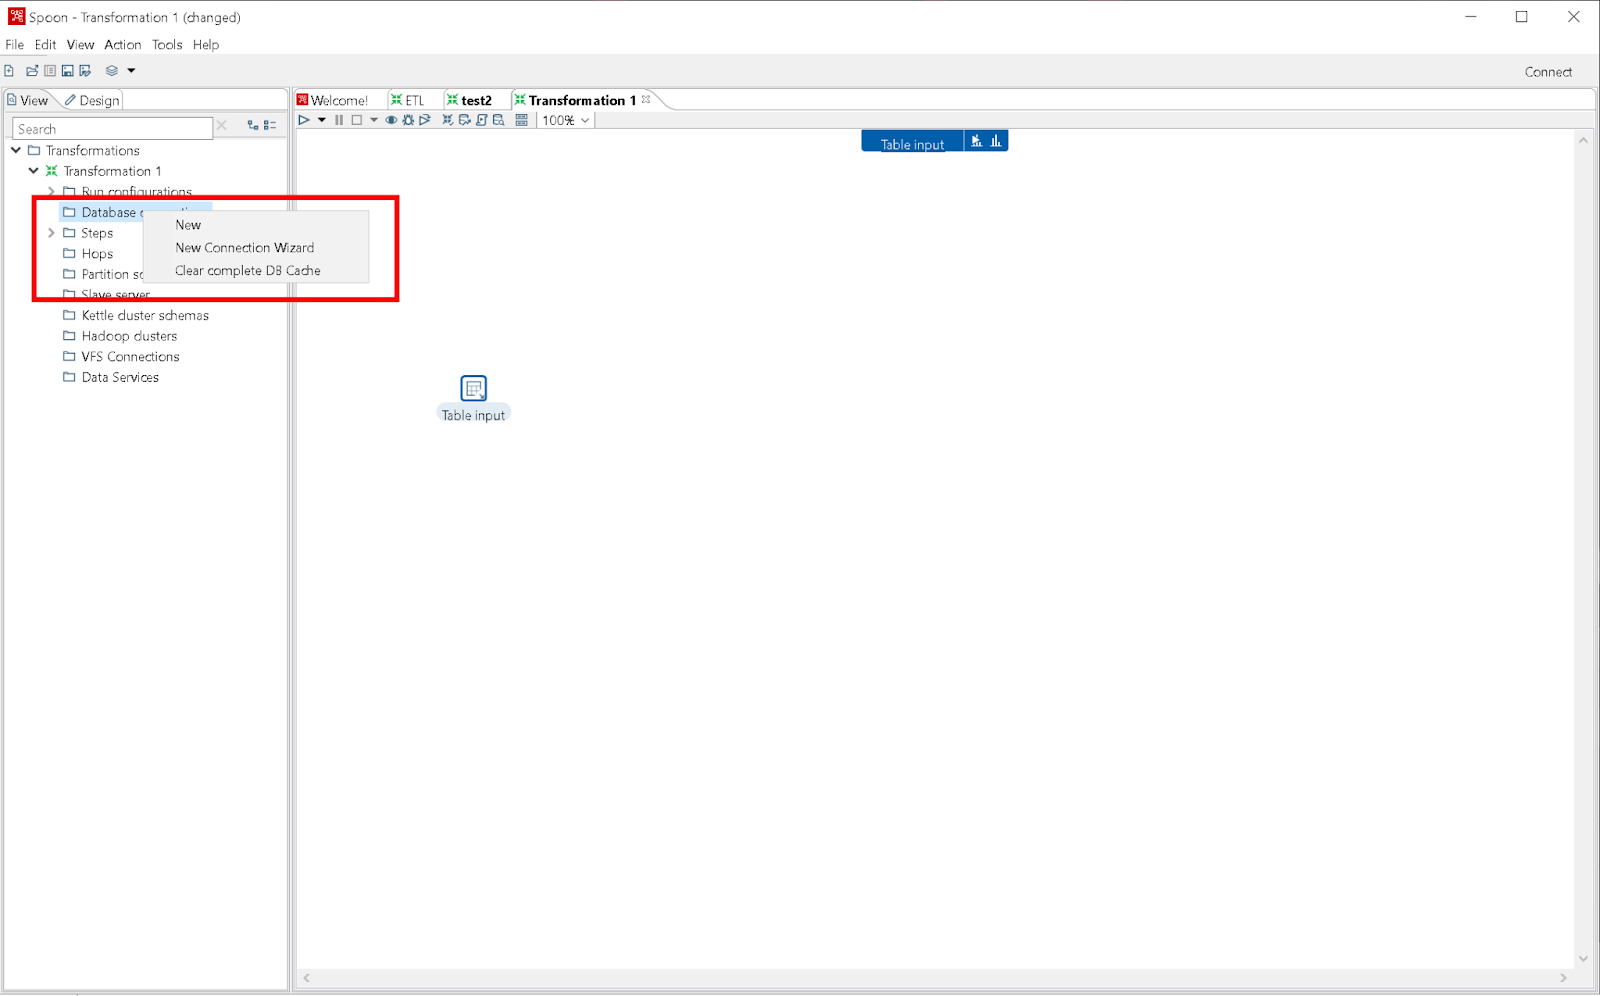 Spoon - Transformation 1 (changed)
File Edit View Action Tools Help
Connect
View Design
Welcome! ETL test2 Transformation 1
Search
100%
Table input
Transformations
Transformation 1
Run configurations
Database
New
Steps
New Connection Wizard
Hops
Clear complete DB Cache
Partition
Slave server
Kettle cluster schemas
Hadoop clusters
VFS Connections
Data Services
Table input